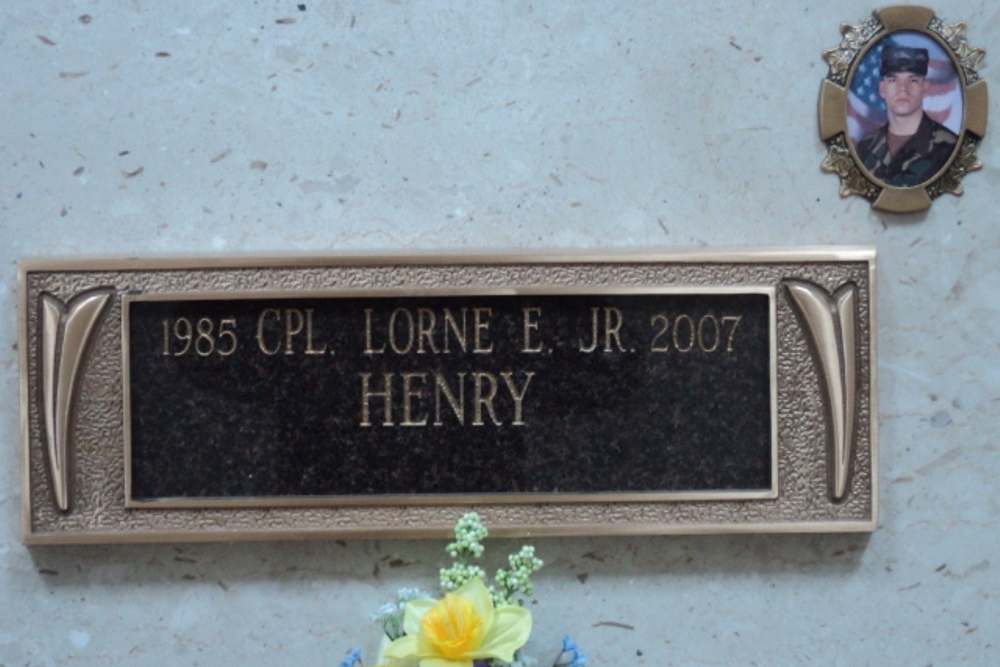 1985 CPL. LORNE E. JR. 2007
HENRY